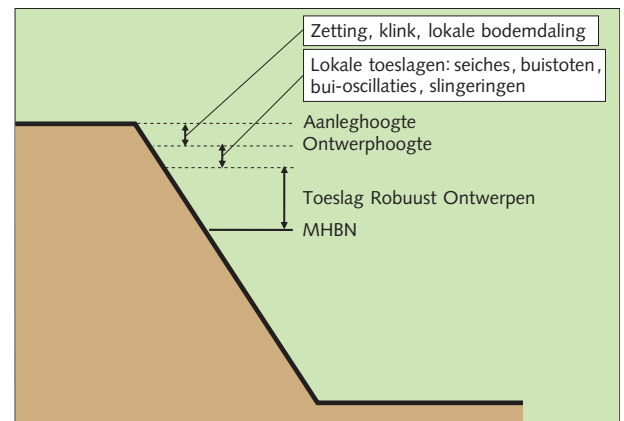 Zetting, klink, lokale bodemdaling
Lokale toeslagen: seiches, buistoten,
bui-oscillaties, slingeringen
Aanleghoogte
Ontwerphoogte
Toeslag Robuust Ontwerpen
MHBN